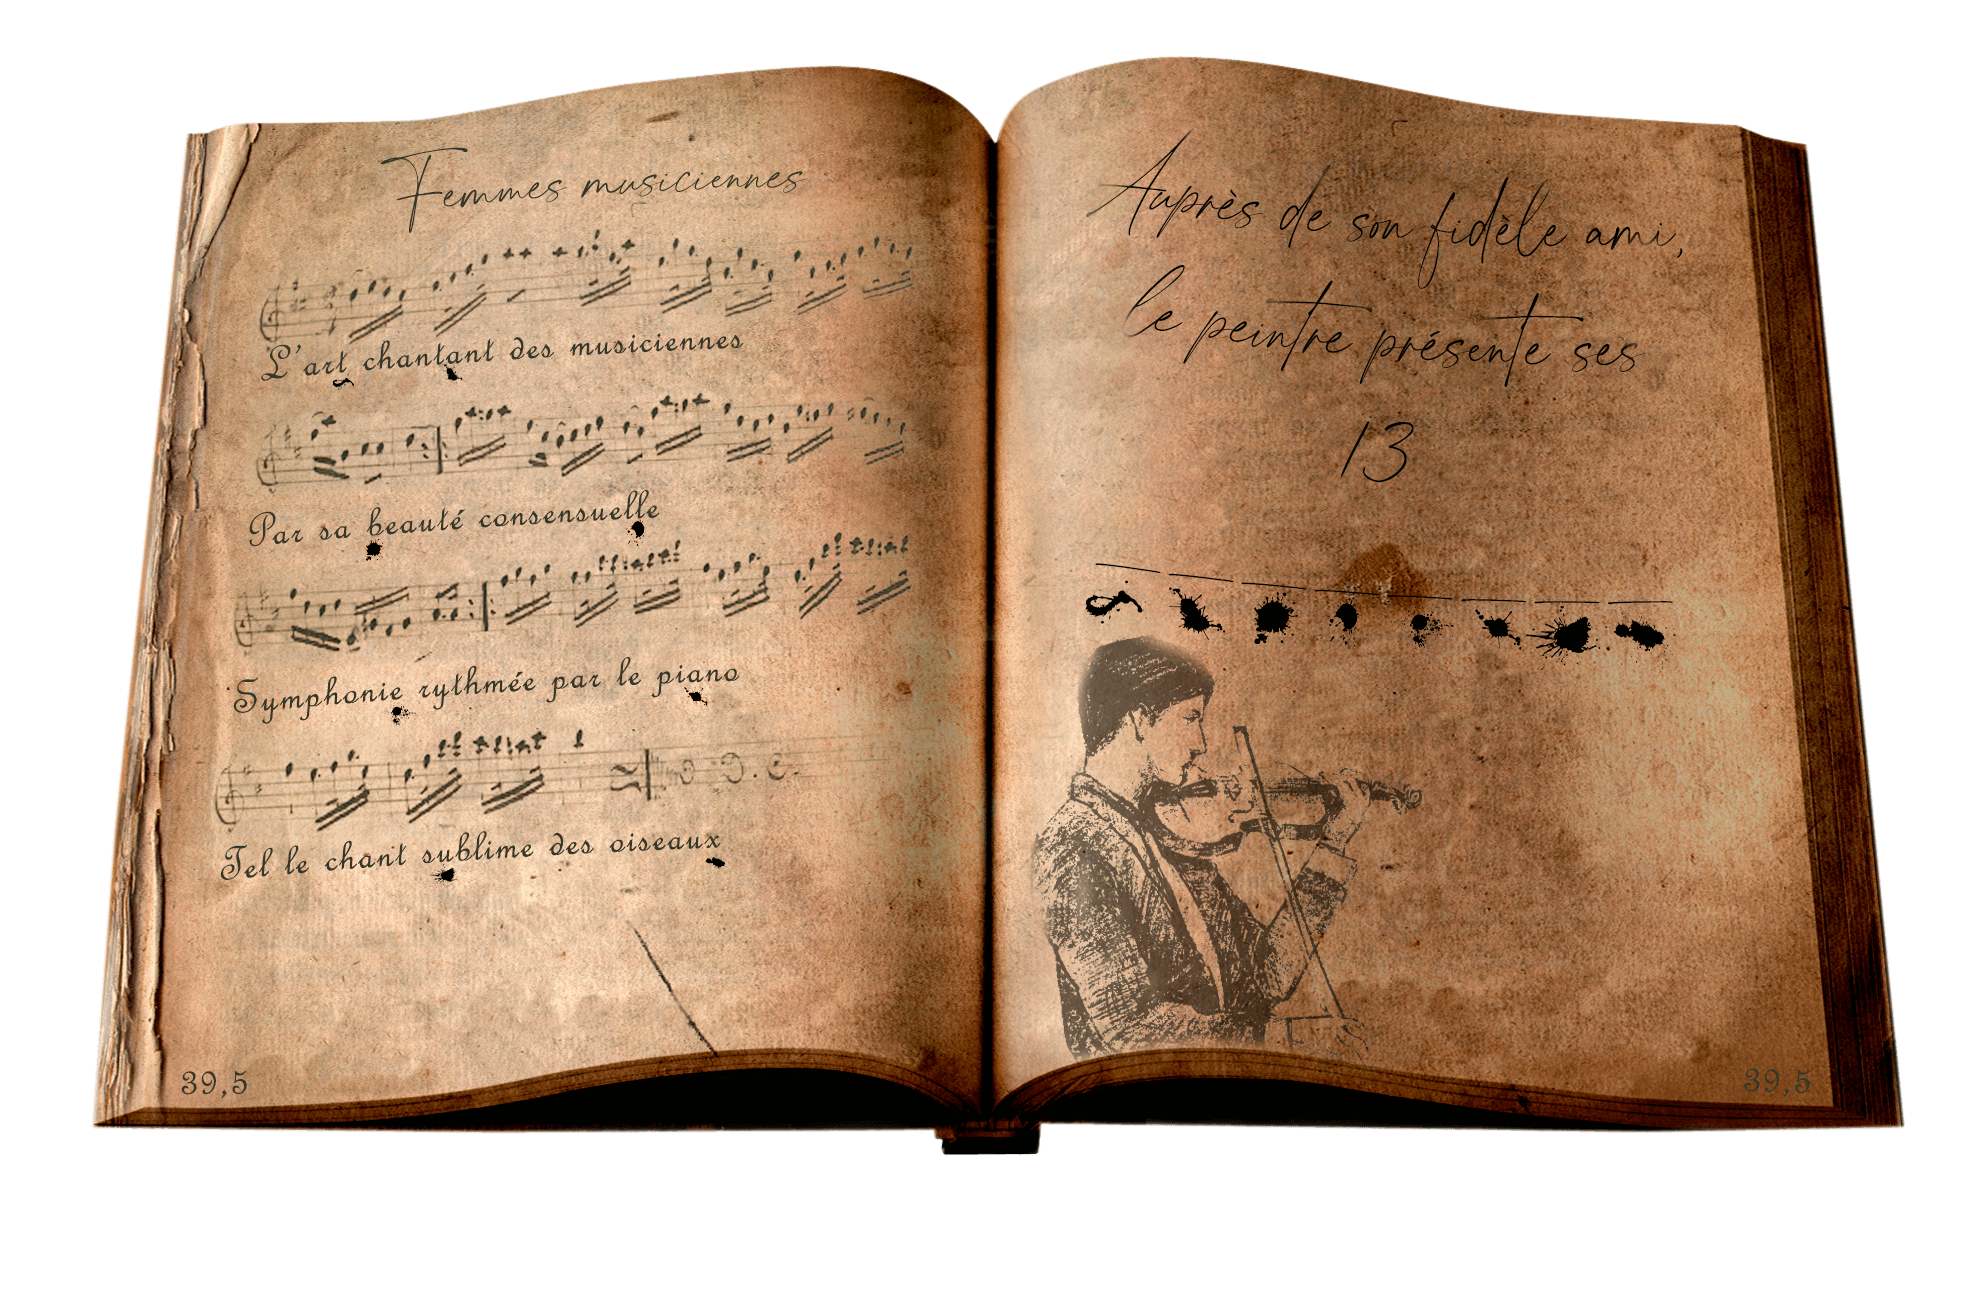 Femmes musiciennes
L'art chantant des musiciennes
Par sa beauté consensuelle
Symphonie rythmée par le piano
Tel le chant sublime des oiseaux
D.C.
39,5
Auprès de son fidèle ami,
le peintre présente ses
13
39,5